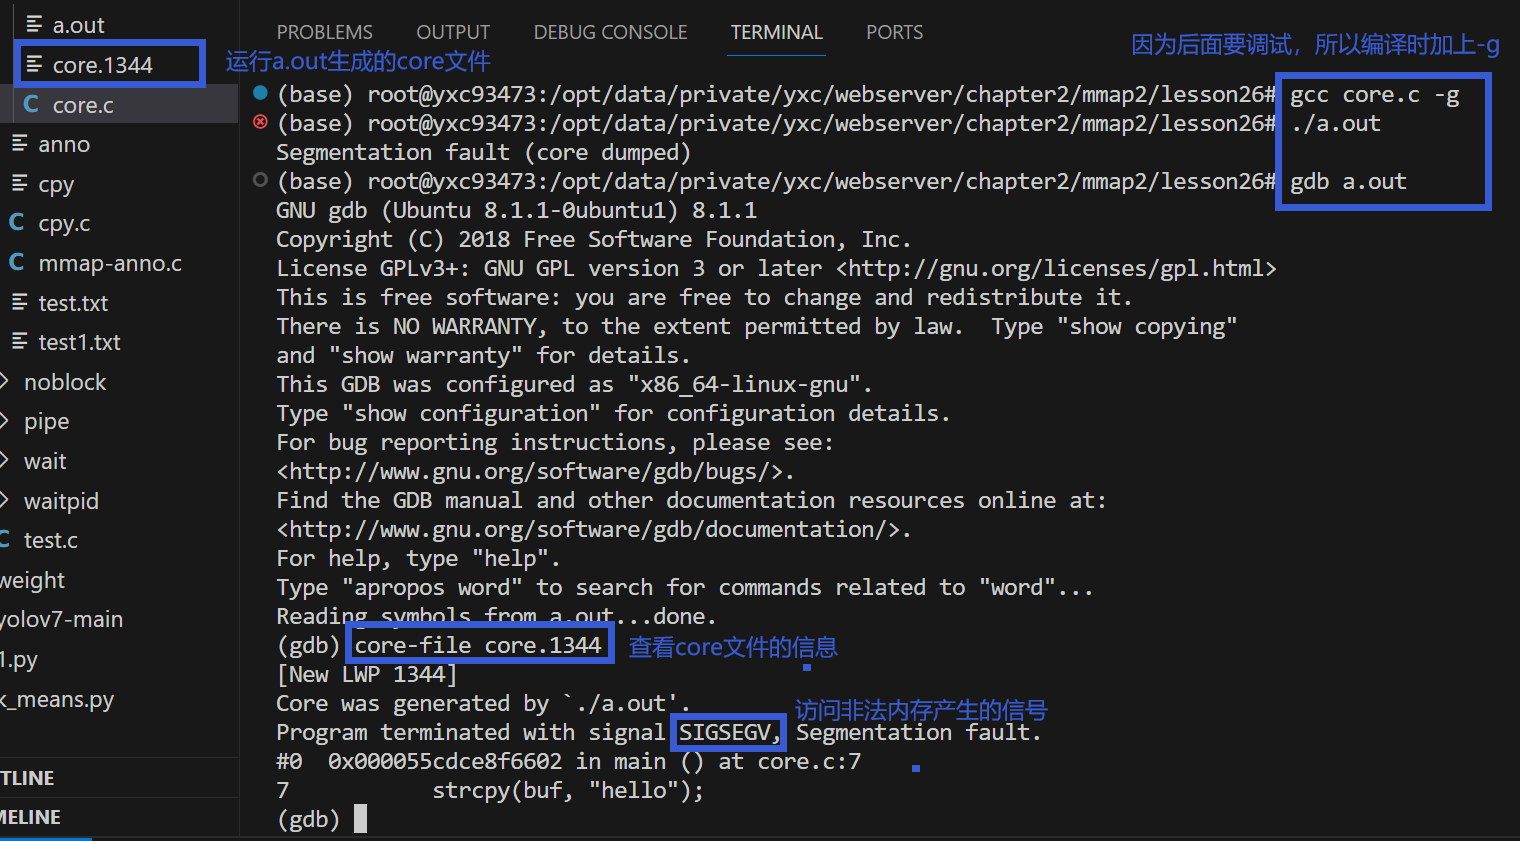 a.out
core.1344
core.c
anno
cpy
cpy.c
mmap-anno.c
test.txt
test1.txt
noblock
pipe
wait
waitpid
test.c
weight
yolov7-main
1.py
k_means.py
TLINE
MELINE
PROBLEMS OUTPUT DEBUG CONSOLE TERMINAL PORTS
运行a.out生成的core文件
因为后面要调试，所以编译时加上-g
(base) root@yxc93473:/opt/data/private/yxc/webserver/chapter2/mmap2/lesson26# gcc core.c -g
(base) root@yxc93473:/opt/data/private/yxc/webserver/chapter2/mmap2/lesson26# ./a.out
Segmentation fault (core dumped)
(base) root@yxc93473:/opt/data/private/yxc/webserver/chapter2/mmap2/lesson26# gdb a.out
GNU gdb (Ubuntu 8.1.1-0ubuntu1) 8.1.1
Copyright (C) 2018 Free Software Foundation, Inc.
License GPLv3+: GNU GPL version 3 or later <http://gnu.org/licenses/gpl.html>
This is free software: you are free to change and redistribute it.
There is NO WARRANTY, to the extent permitted by law.  Type "show copying"
and "show warranty" for details.
This GDB was configured as "x86_64-linux-gnu".
Type "show configuration" for configuration details.
For bug reporting instructions, please see:
<http://www.gnu.org/software/gdb/bugs/>.
Find the GDB manual and other documentation resources online at:
<http://www.gnu.org/software/gdb/documentation/>.
For help, type "help".
Type "apropos word" to search for commands related to "word"...
Reading symbols from a.out...done.
(gdb) core-file core.1344 查看core文件的信息
[New LWP 1344]
Core was generated by `./a.out'.
访问非法内存产生的信号
Program terminated with signal SIGSEGV, Segmentation fault.
#0  0x000055cdce8f6602 in main () at core.c:7
7           strcpy(buf, "hello");
(gdb)